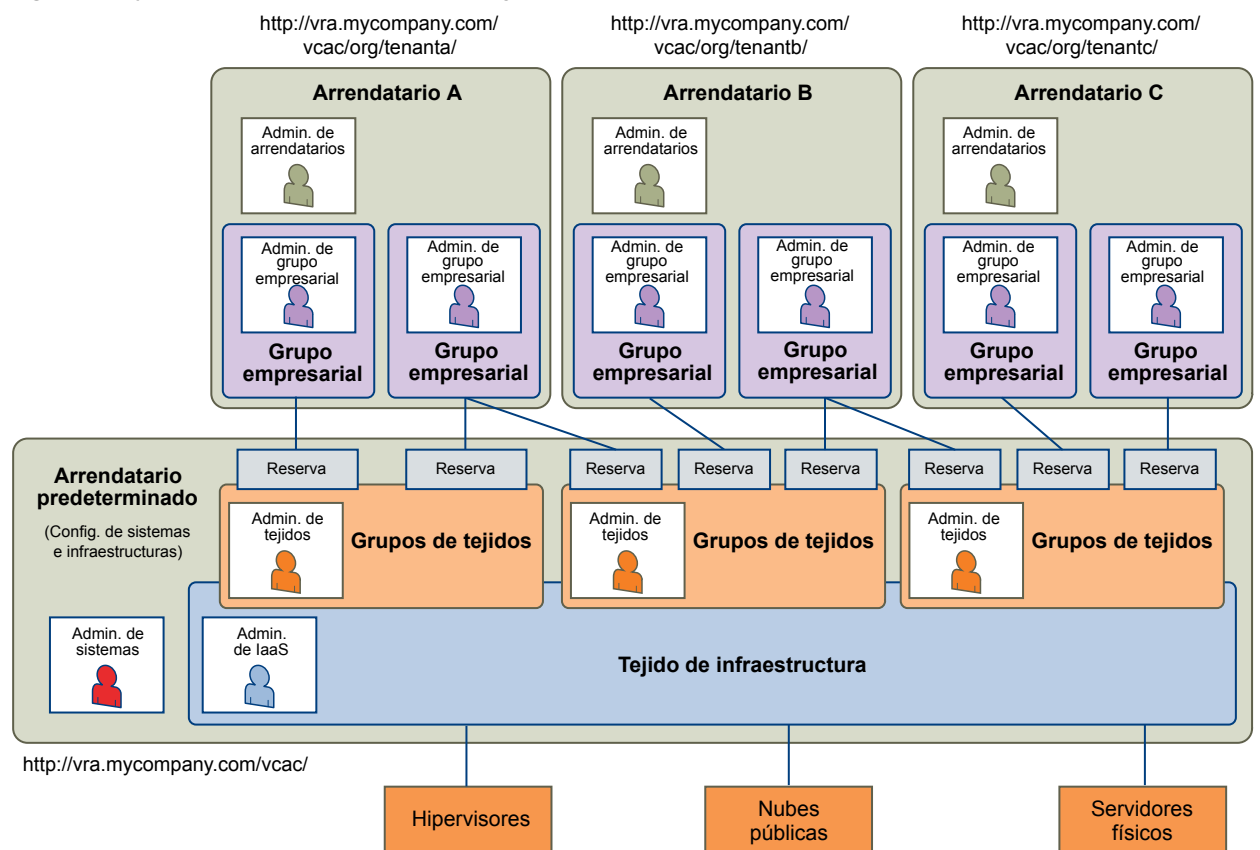 http://vra.mycompany.com/
vcac/org/tenanta/
http://vra.mycompany.com/
vcac/org/tenantb/
http://vra.mycompany.com/
vcac/org/tenantc/
Arrendatario A
Arrendatario B
Arrendatario C
Admin. de
arrendatarios
Admin. de
arrendatarios
Admin. de
arrendatarios
Admin. de
grupo
empresarial
Grupo
empresarial
Admin. de
grupo
empresarial
Grupo
empresarial
Admin. de
grupo
empresarial
Grupo
empresarial
Admin. de
grupo
empresarial
Grupo
empresarial
Admin. de
grupo
empresarial
Grupo
empresarial
Admin. de
grupo
empresarial
Grupo
empresarial
Arrendatario
predeterminado
(Config. de sistemas
e infraestructuras)
Reserva
Reserva
Reserva
Reserva
Reserva
Reserva
Reserva
Reserva
Admin. de
tejidos
Grupos de tejidos
Admin. de
tejidos
Grupos de tejidos
Admin. de
tejidos
Grupos de tejidos
Admin. de
sistemas
Admin.
de IaaS
Tejido de infraestructura
http://vra.mycompany.com/vcac/
Hipervisores
Nubes
públicas
Servidores
físicos